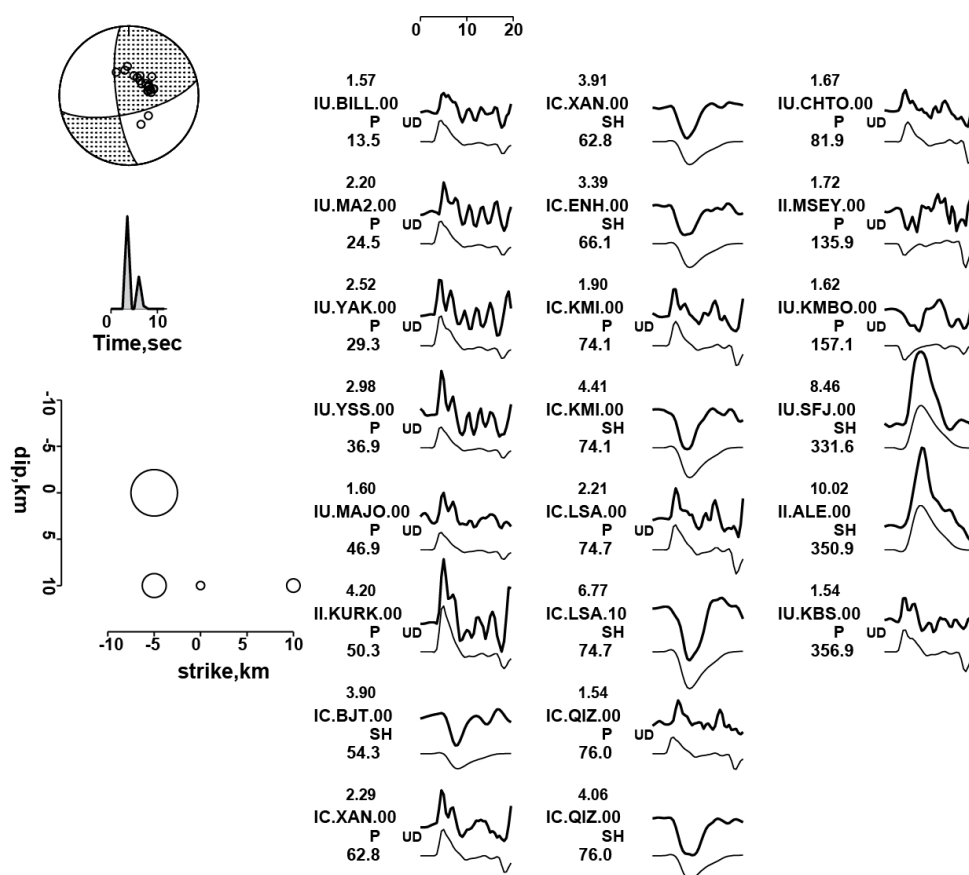 0 20
1.57
IU.BILL.00
P UD
13.5
2.20
IU.MA2.00
P UD
24.5
2.52
IU.YAK.00
P UD
29.3
2.98
IU.YSS.00
P UD
36.9
1.60
IU.MAJO.00
P UD
46.9
4.20
II.KURK.00
P UD
50.3
3.90
IC.BJT.00
SH
54.3
2.29
IC.XAN.00
P UD
62.8
3.91
IC.XAN.00
SH
62.8
3.39
IC.ENH.00
SH
66.1
1.90
IC.KMI.00
P UD
74.1
4.41
IC.KMI.00
SH
74.1
2.21
IC.LSA.00
P UD
74.7
6.77
IC.LSA.10
SH
74.7
1.54
IC.QIZ.00
P UD
76.0
4.06
IC.QIZ.00
SH
76.0
1.67
IU.CHTO.00
P UD
81.9
1.72
II.MSEY.00
P UD
135.9
1.62
IU.KMBO.00
P UD
157.1
8.46
IU.SFJ.00
SH
331.6
10.02
II.ALE.00
SH
350.9
1.54
IU.KBS.00
P UD
356.9
0 10
Time,sec
-10
-5
0
5
10
dip,km
-10 -5 0 5 10
strike,km